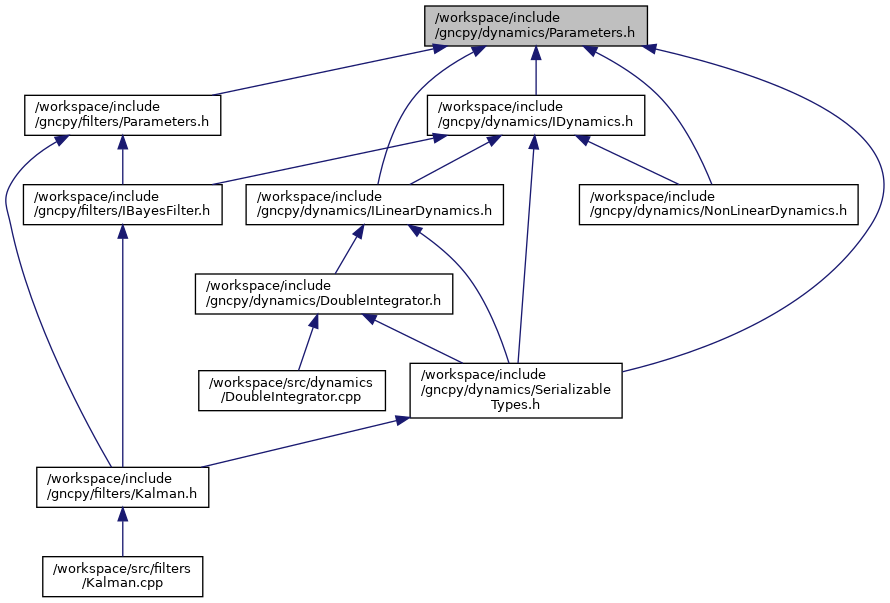 /workspace/include
/gncpy/dynamics/Parameters.h
/workspace/include
/gncpy/filters/Parameters.h
/workspace/include
/gncpy/dynamics/IDynamics.h
/workspace/include
/gncpy/filters/IBayesFilter.h
/workspace/include
/gncpy/dynamics/ILinearDynamics.h
/workspace/include
/gncpy/dynamics/NonLinearDynamics.h
/workspace/include
/gncpy/dynamics/DoubleIntegrator.h
/workspace/src/dynamics
/DoubleIntegrator.cpp
/workspace/include
/gncpy/dynamics/Serializable
Types.h
/workspace/include
/gncpy/filters/Kalman.h
/workspace/src/filters
/Kalman.cpp